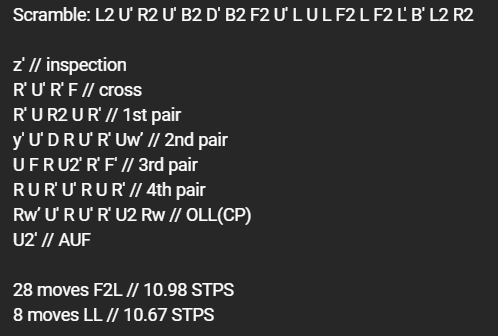 Scramble: L2 U' R2 U' B2 D' B2 F2 U' L U L F2 L F2 L' B' L2 R2
z' // inspection
R' U' R' F // cross
R' U R2 U R' // 1st pair
y' U' D R U' R' Uw’ // 2nd pair
U F R U2' R' F' // 3rd pair
R U R' U' R U R' // 4th pair
Rw’ U' R U' R' U2 Rw // OLL(CP)
U2' // AUF
28 moves F2L // 10.98 STPS
8 moves LL // 10.67 STPS